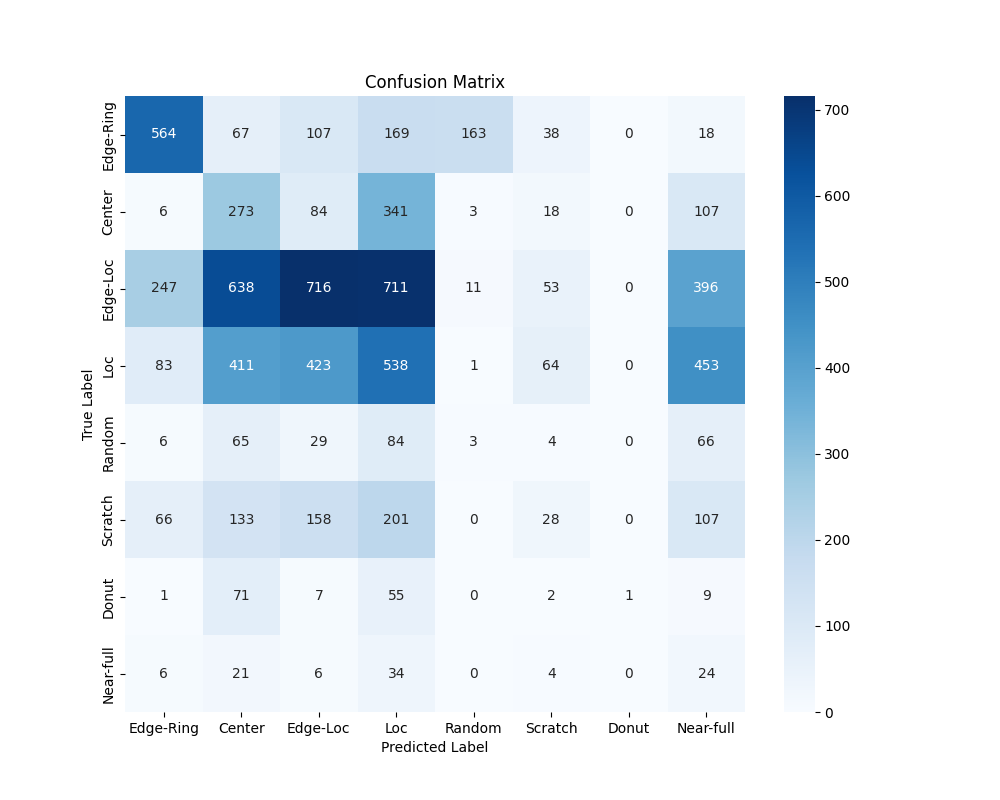 Confusion Matrix
True Label
Edge-Ring 564 67 107 169 163 38 0 18
Center 6 273 84 341 3 18 0 107
Edge-Loc 247 638 716 711 11 53 0 396
Loc 83 411 423 538 1 64 0 453
Random 6 65 29 84 3 4 0 66
Scratch 66 133 158 201 0 28 0 107
Donut 1 71 7 55 0 2 1 9
Near-full 6 21 6 34 0 4 0 24
Edge-Ring Center Edge-Loc Loc Random Scratch Donut Near-full
Predicted Label
700
600
500
400
300
200
100
0